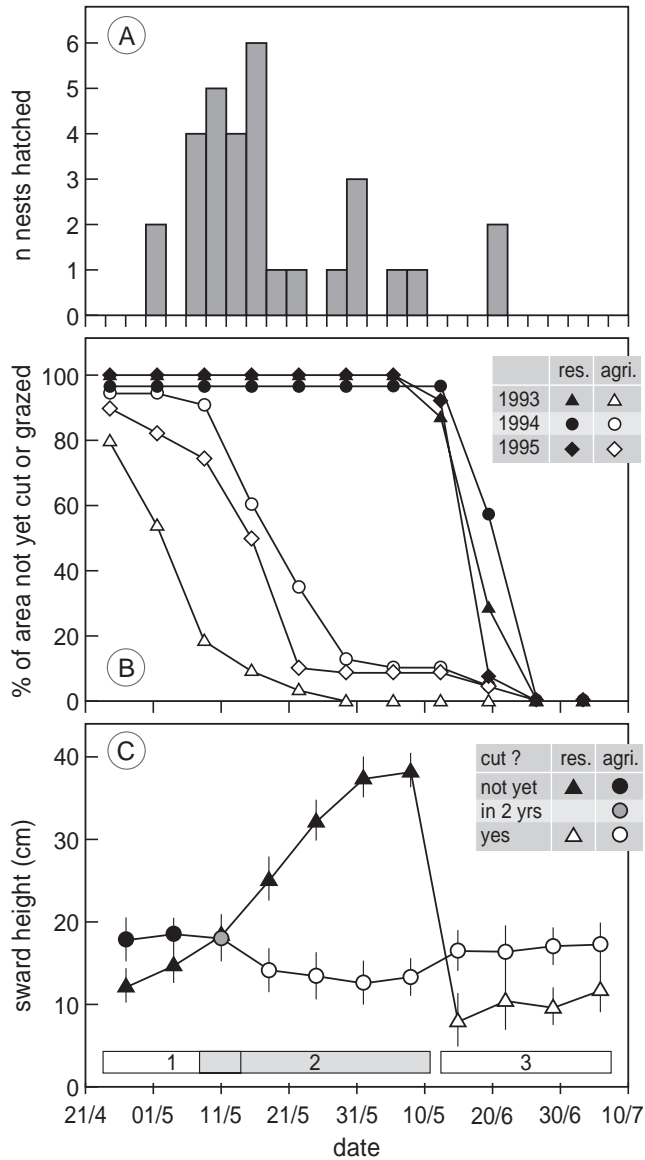 A
6
5
4
3
2
1
0
n nests hatched
B
100
80
60
40
20
0
% of area not yet cut or grazed
res. agri.
1993
1994
1995
C
40
30
20
10
0
sward height (cm)
cut ? res. agri.
not yet
in 2 yrs
yes
1 2 3
21/4 01/5 11/5 21/5 31/5 10/5 20/6 30/6 10/7
date